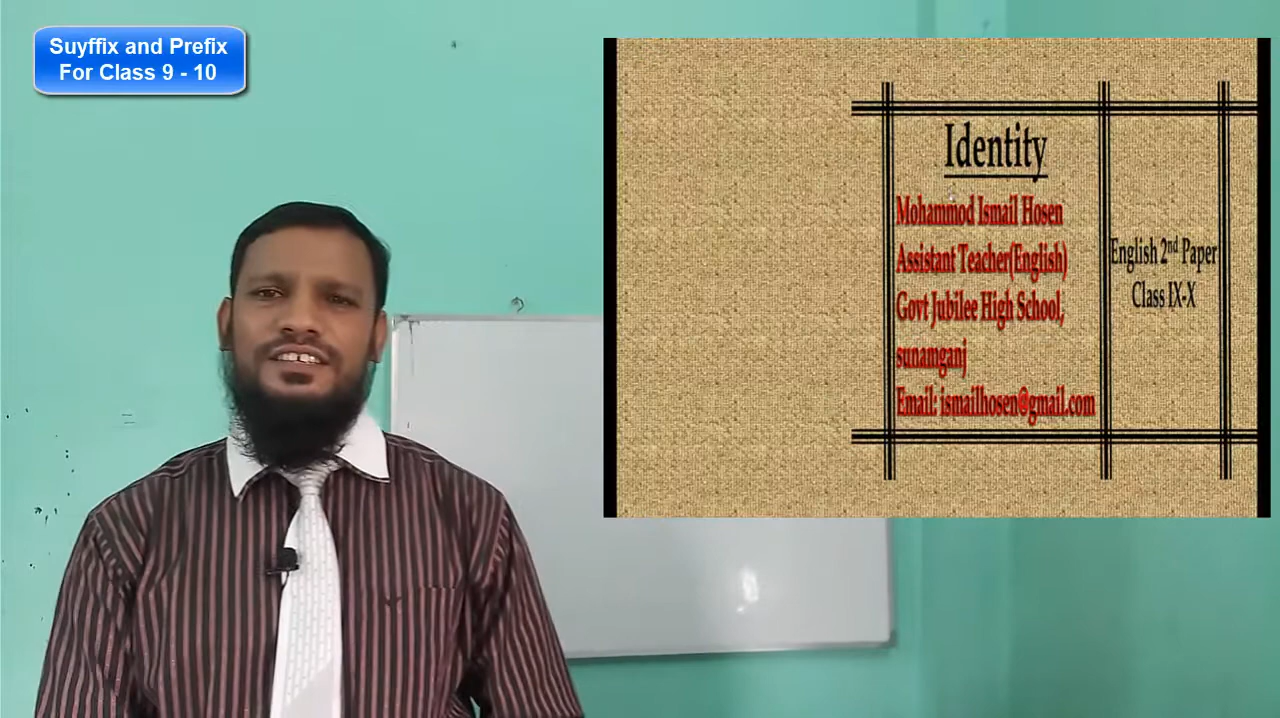 Suyffix and Prefix
For Class 9 - 10
Identity
Mohammod Ismail Hosen
Assistant Teacher(English)
Govt Jubilee High School,
sunamganj
Email: ismailhosen@gmail.com
English 2nd Paper
Class IX-X